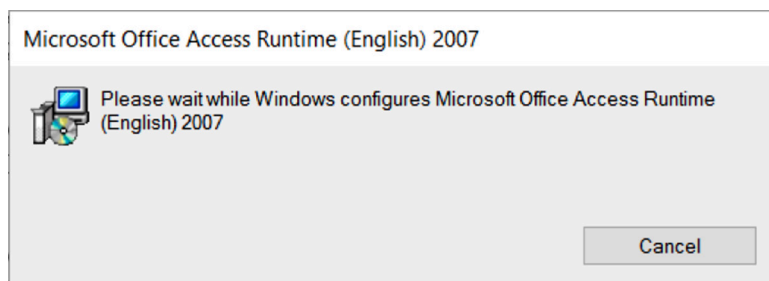 Microsoft Office Access Runtime (English) 2007
Please wait while Windows configures Microsoft Office Access Runtime
(English) 2007
Cancel